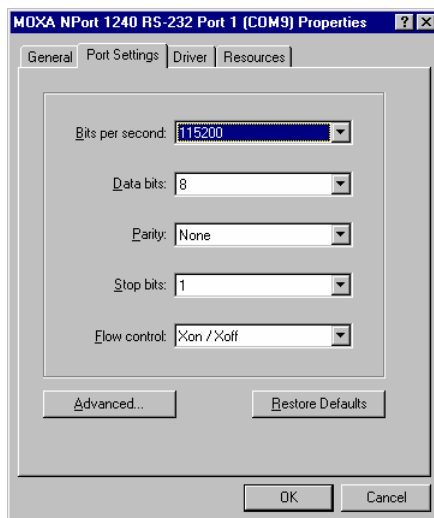 MOXA NPort 1240 RS-232 Port 1 (COM9) Properties
General Port Settings Driver Resources
Bits per second: 115200
Data bits: 8
Parity: None
Stop bits: 1
Flow control: Xon / Xoff
Advanced... Restore Defaults
OK Cancel